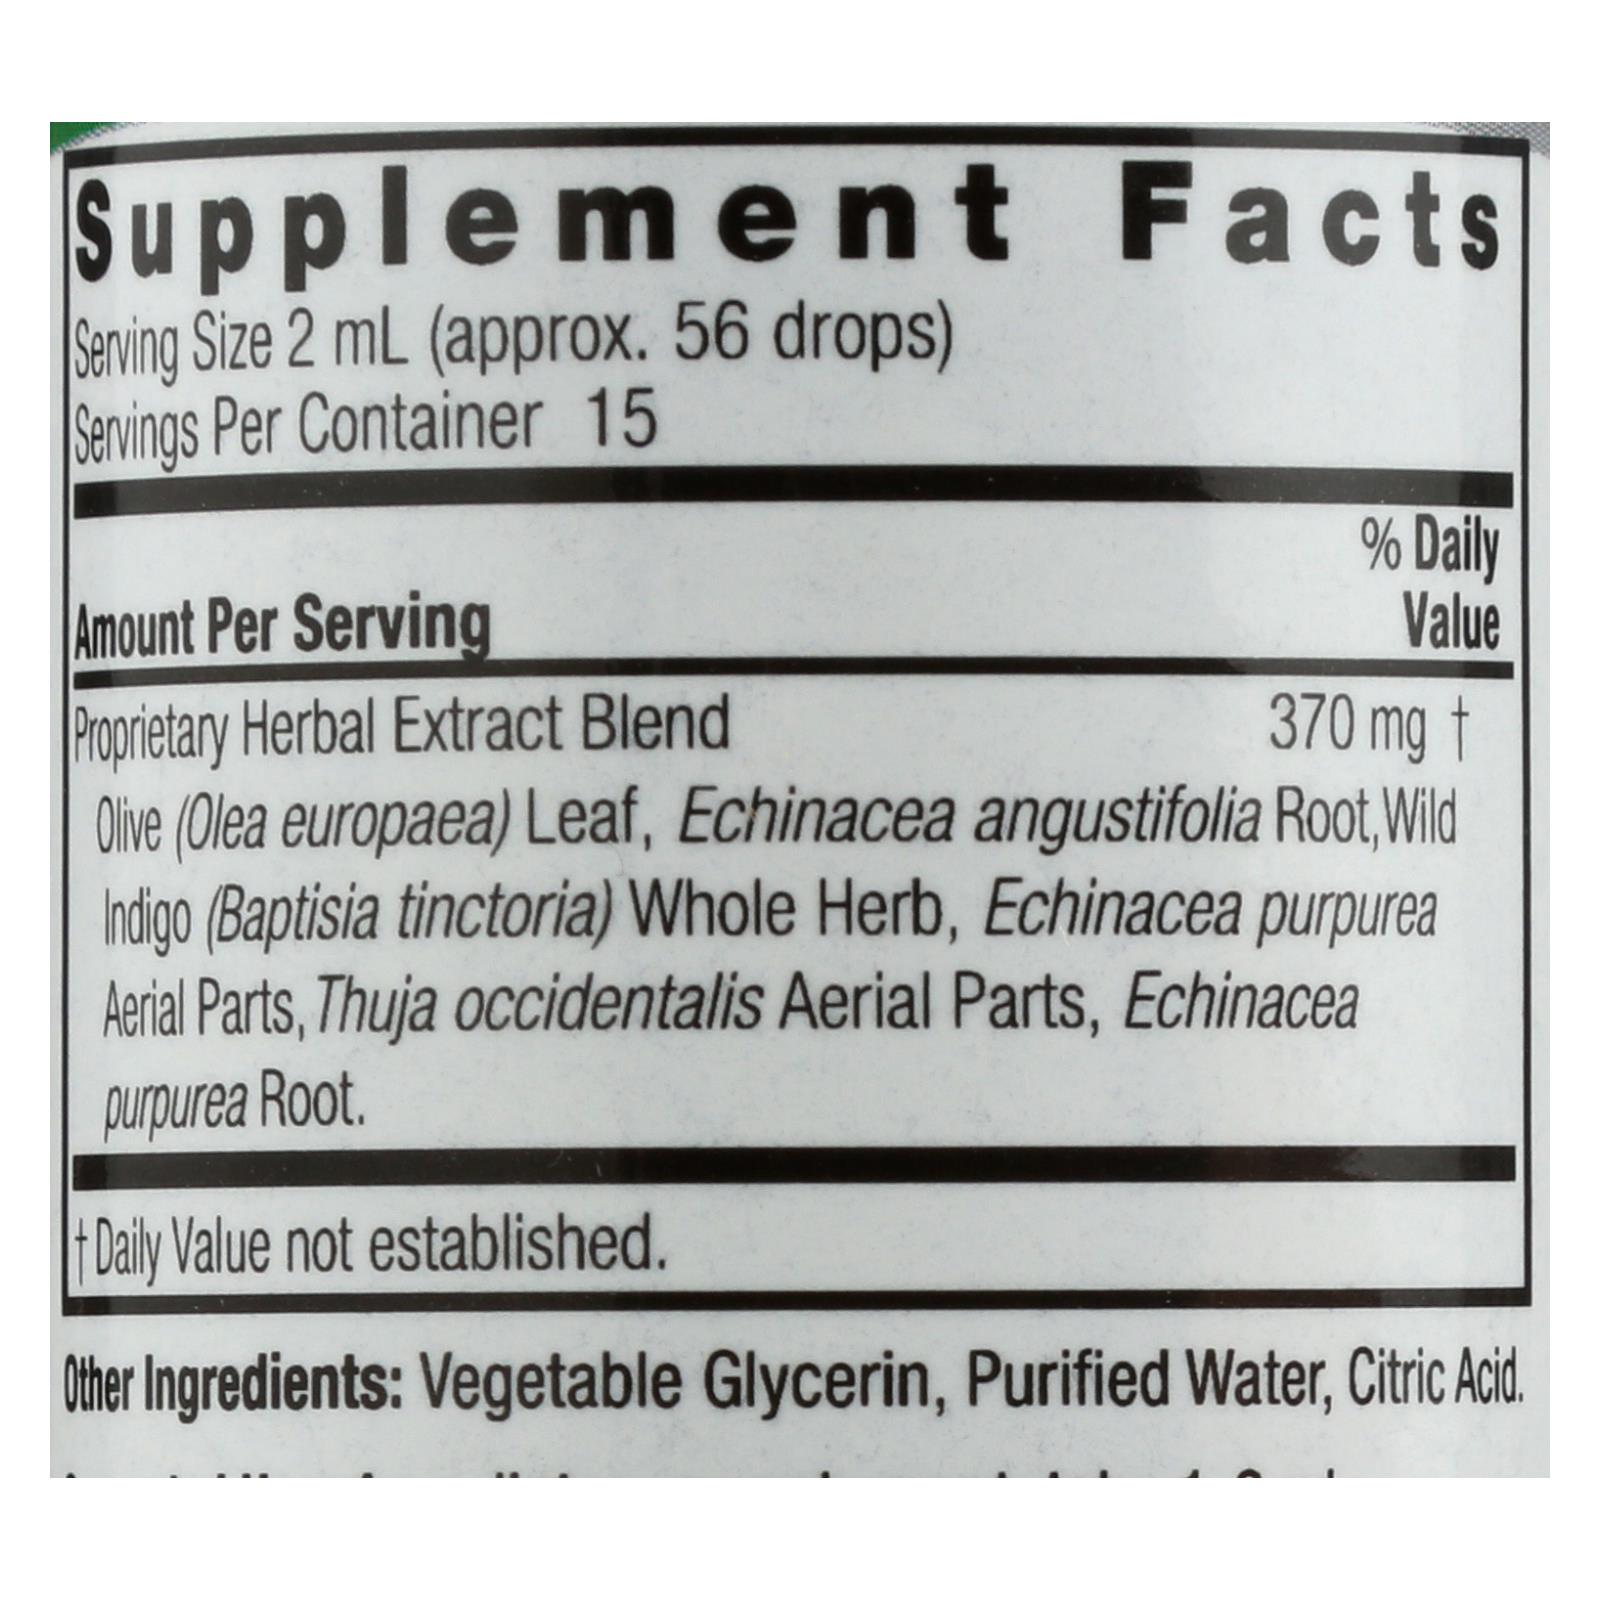 Supplement Facts
Serving Size 2 mL (approx. 56 drops)
Servings Per Container 15
% Daily
Value
Amount Per Serving
Proprietary Herbal Extract Blend 370 mg †
Olive (Olea europaea) Leaf, Echinacea angustifolia Root, Wild
Indigo (Baptisia tinctoria) Whole Herb, Echinacea purpurea
Aerial Parts, Thuja occidentalis Aerial Parts, Echinacea
purpurea Root.
† Daily Value not established.
Other Ingredients: Vegetable Glycerin, Purified Water, Citric Acid.